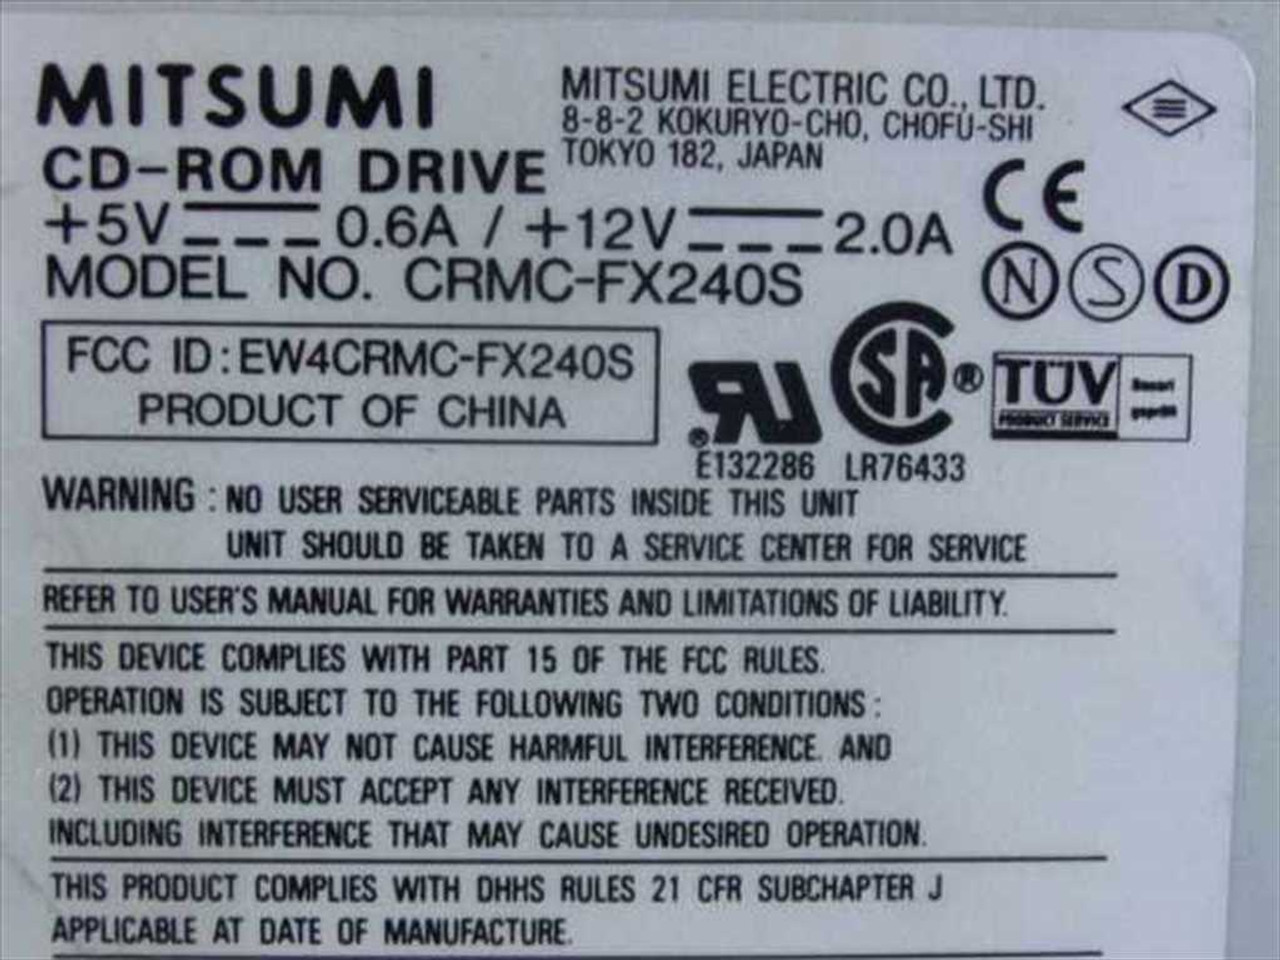 MITSUMI
MITSUMI ELECTRIC CO., LTD.
8-8-2 KOKURYO-CHO, CHOFU-SHI
TOKYO 182, JAPAN
CD-ROM DRIVE
+5V 0.6A / +12V 2.0A
MODEL NO. CRMC-FX240S
CE
N S D
FCC ID:EW4CRMC-FX240S
PRODUCT OF CHINA
RU ®
SA ®
TÜV
PRODUCT SERVICE
E132286 LR76433
WARNING : NO USER SERVICEABLE PARTS INSIDE THIS UNIT
UNIT SHOULD BE TAKEN TO A SERVICE CENTER FOR SERVICE
REFER TO USER'S MANUAL FOR WARRANTIES AND LIMITATIONS OF LIABILITY.
THIS DEVICE COMPLIES WITH PART 15 OF THE FCC RULES.
OPERATION IS SUBJECT TO THE FOLLOWING TWO CONDITIONS :
(1) THIS DEVICE MAY NOT CAUSE HARMFUL INTERFERENCE. AND
(2) THIS DEVICE MUST ACCEPT ANY INTERFERENCE RECEIVED.
INCLUDING INTERFERENCE THAT MAY CAUSE UNDESIRED OPERATION.
THIS PRODUCT COMPLIES WITH DHHS RULES 21 CFR SUBCHAPTER J
APPLICABLE AT DATE OF MANUFACTURE.